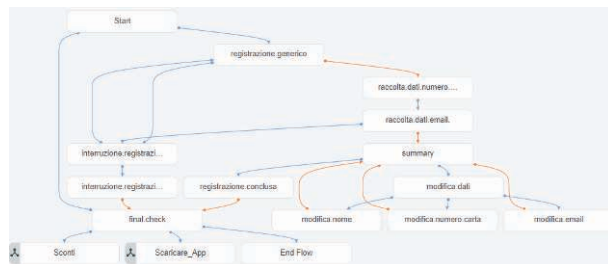 Start
registrazione.generico
raccolta.dati.numero....
raccolta.dati.email.
interruzione.registrazi...
summary
interruzione.registrazi...
registrazione.conclusa
modifica.dati
final.check
modifica.nome
modifica.numero.carta
modifica.email
Sconti
Scaricare_App
End Flow